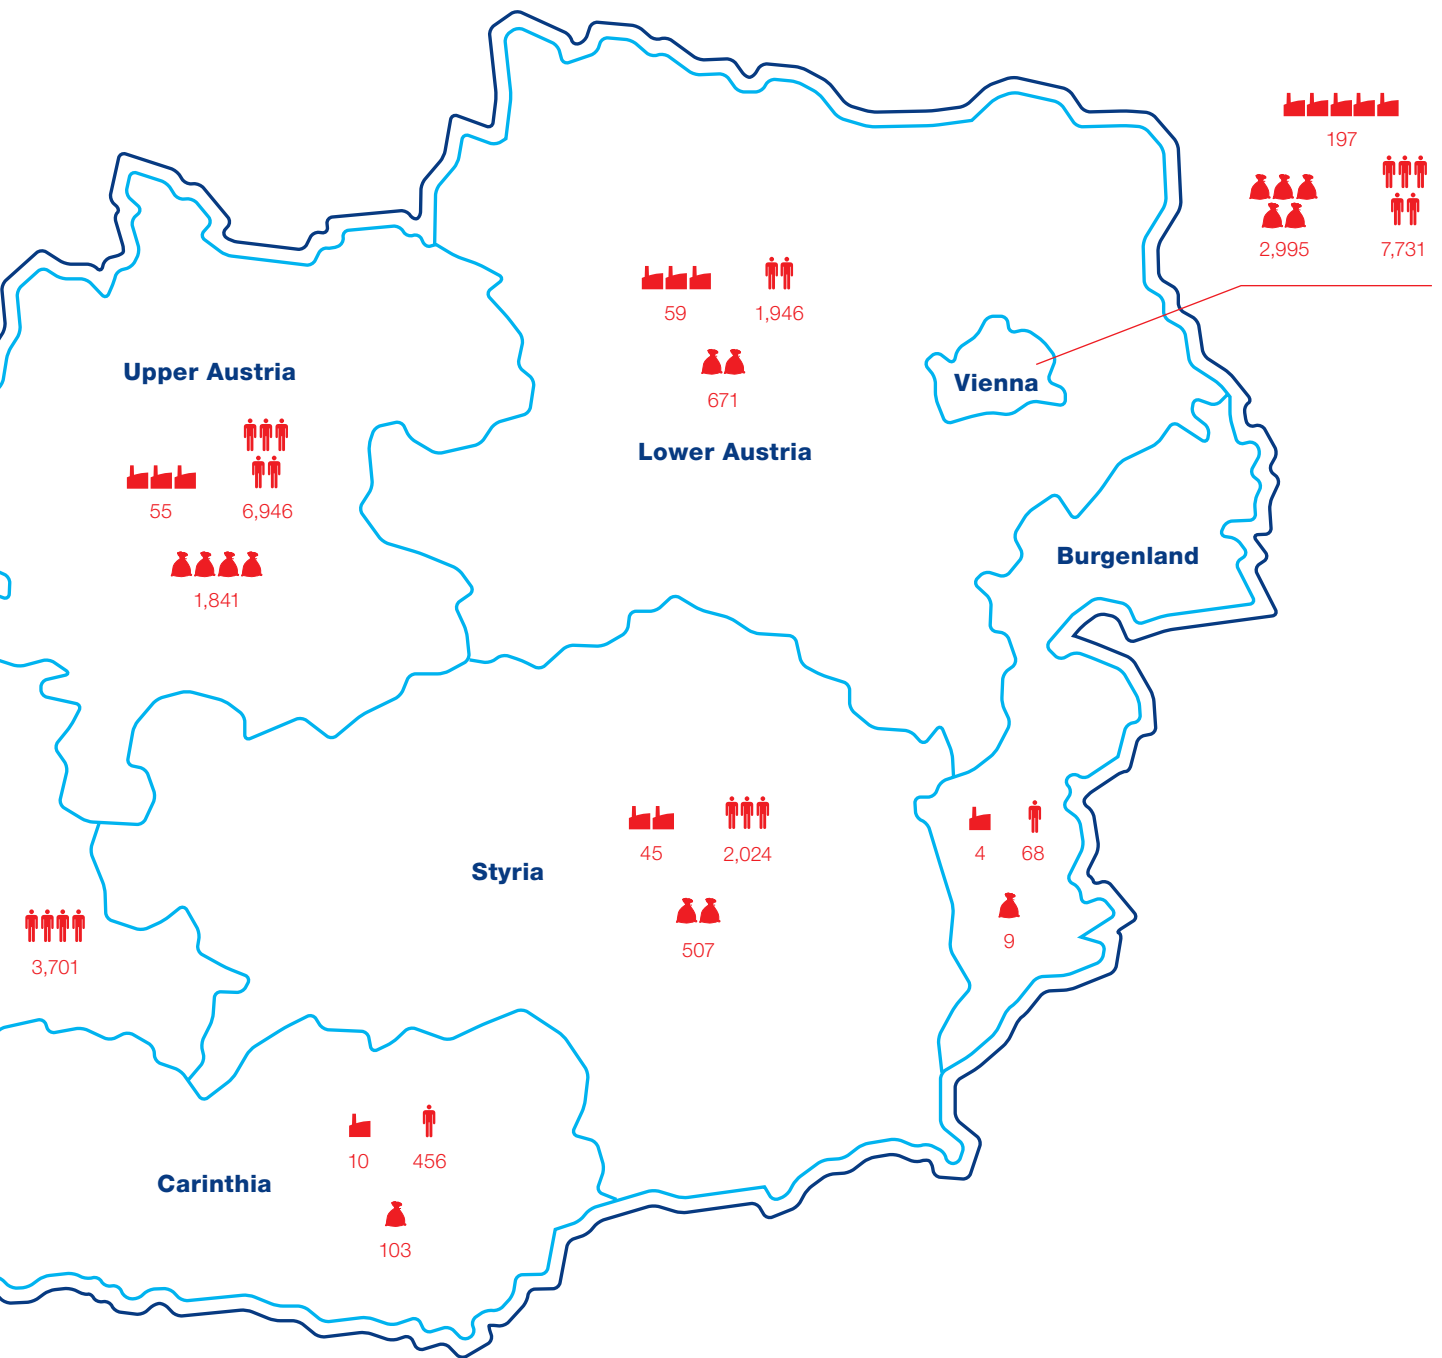 197
2,995 7,731
59 1,946
671
Upper Austria
Vienna
Lower Austria
55 6,946
1,841
Burgenland
45 2,024
4 68
Styria
507
9
3,701
10 456
Carinthia
103